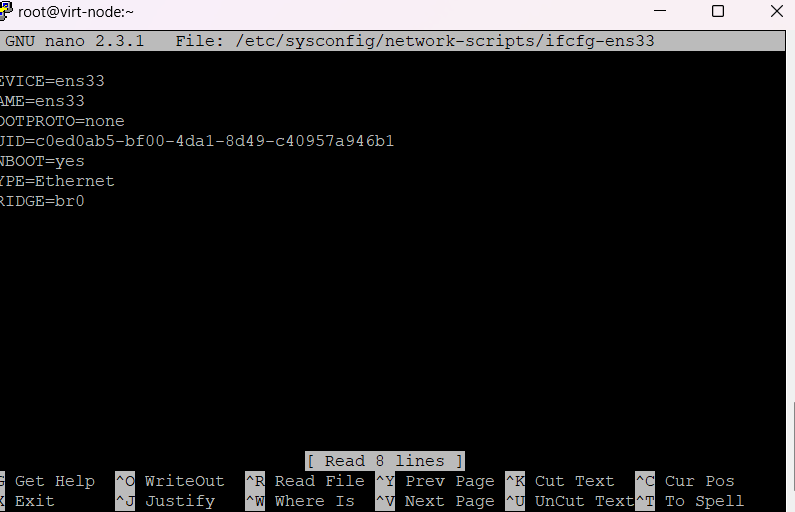 root@virt-node:~
GNU nano 2.3.1 File: /etc/sysconfig/network-scripts/ifcfg-ens33
EVICE=ens33
AME=ens33
OOTPROTO=none
UID=c0ed0ab5-bf00-4da1-8d49-c40957a946b1
NBOOT=yes
YPE=Ethernet
RIDGE=br0
[ Read 8 lines ]
G Get Help ^O WriteOut ^R Read File ^Y Prev Page ^K Cut Text ^C Cur Pos
X Exit ^J Justify ^W Where Is ^V Next Page ^U UnCut Text ^T To Spell